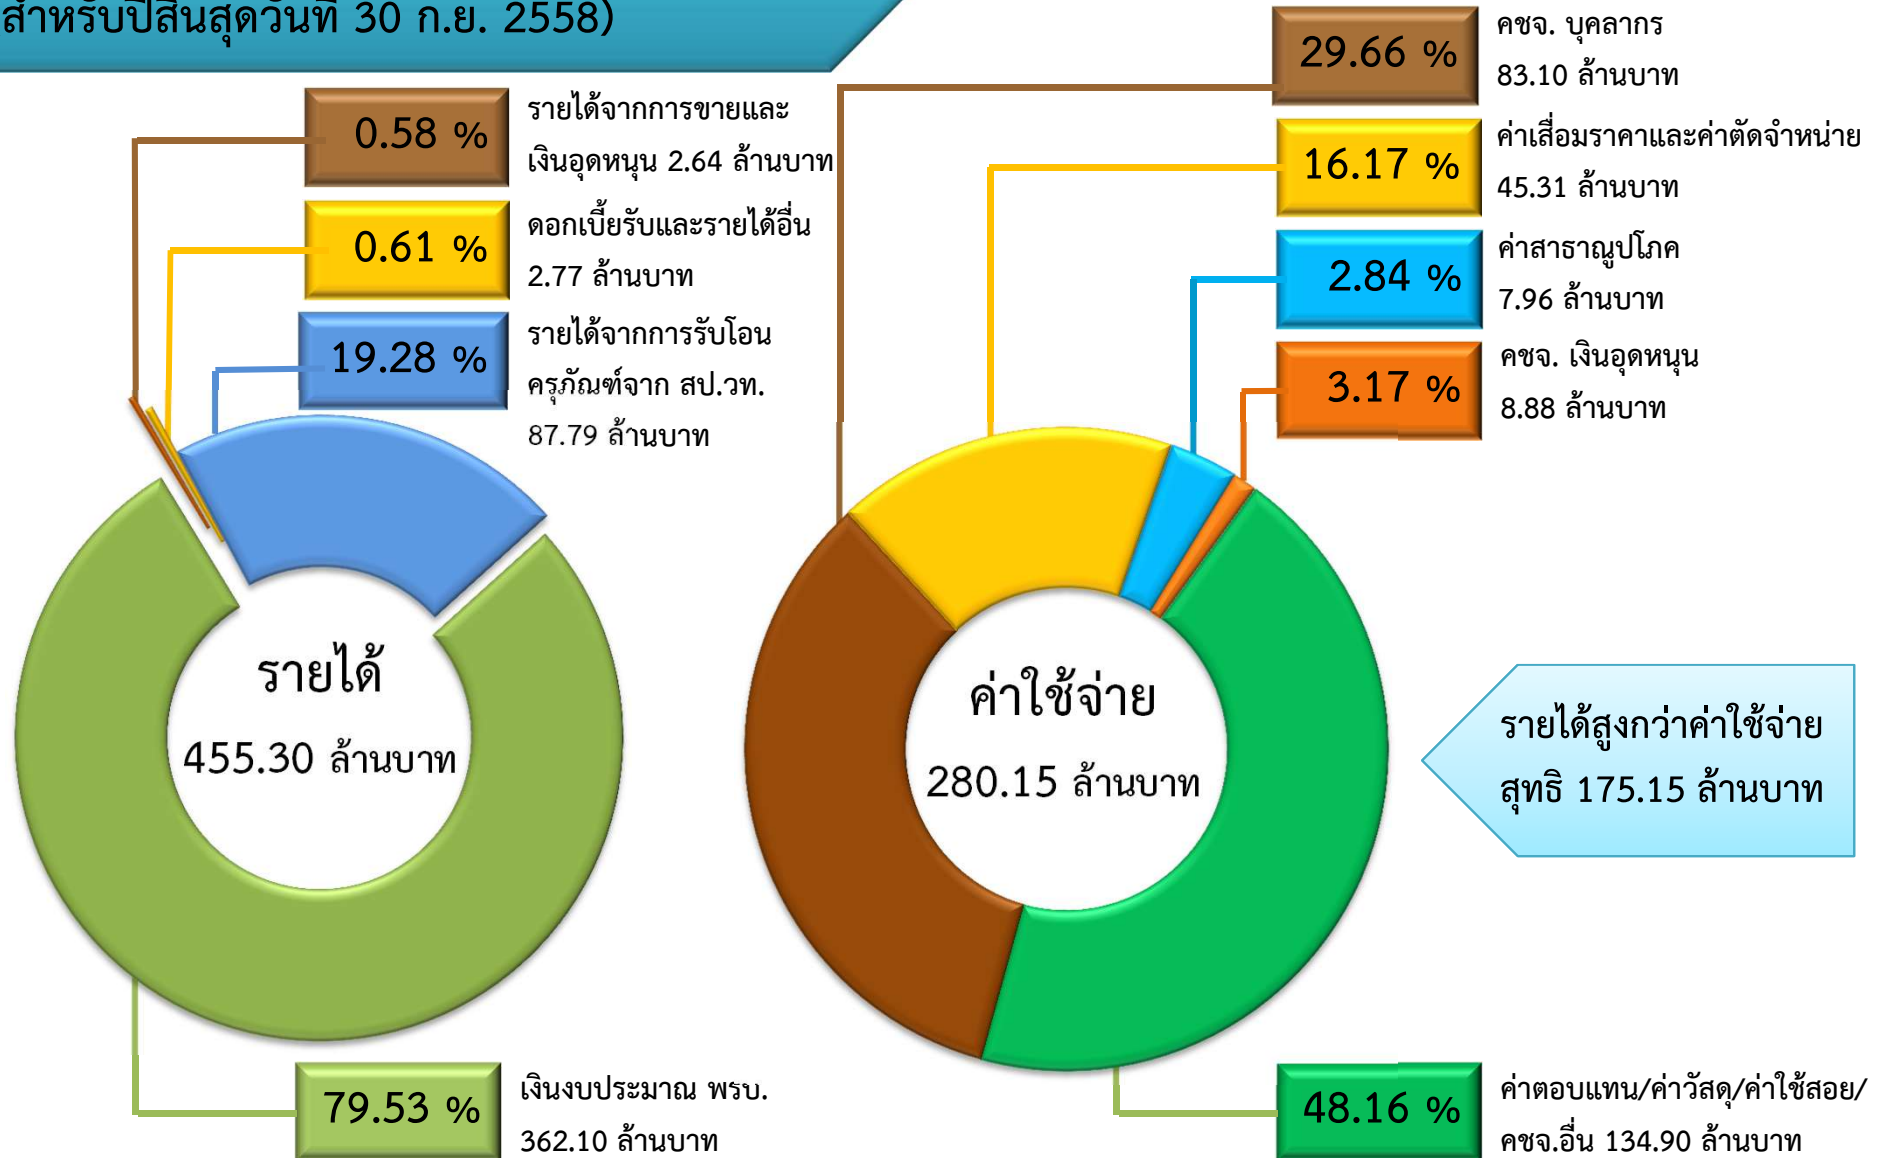 สำหรับปีสิ้นสุดวันที่ 30 ก.ย. 2558)
0.58 %
รายได้จากการขายและ
เงินอุดหนุน 2.64 ล้านบาท
0.61 %
ดอกเบี้ยรับและรายได้อื่น
2.77 ล้านบาท
19.28 %
รายได้จากการรับโอน
ครุภัณฑ์จาก สป.วท.
87.79 ล้านบาท
รายได้
455.30 ล้านบาท
79.53 %
เงินงบประมาณ พรบ.
362.10 ล้านบาท
29.66 %
คชจ. บุคลากร
83.10 ล้านบาท
16.17 %
ค่าเสื่อมราคาและค่าตัดจำหน่าย
45.31 ล้านบาท
2.84 %
ค่าสาธาณูปโภค
7.96 ล้านบาท
3.17 %
คชจ. เงินอุดหนุน
8.88 ล้านบาท
ค่าใช้จ่าย
280.15 ล้านบาท
รายได้สูงกว่าค่าใช้จ่าย
สุทธิ 175.15 ล้านบาท
48.16 %
ค่าตอบแทน/ค่าวัสดุ/ค่าใช้สอย/
คชจ.อื่น 134.90 ล้านบาท